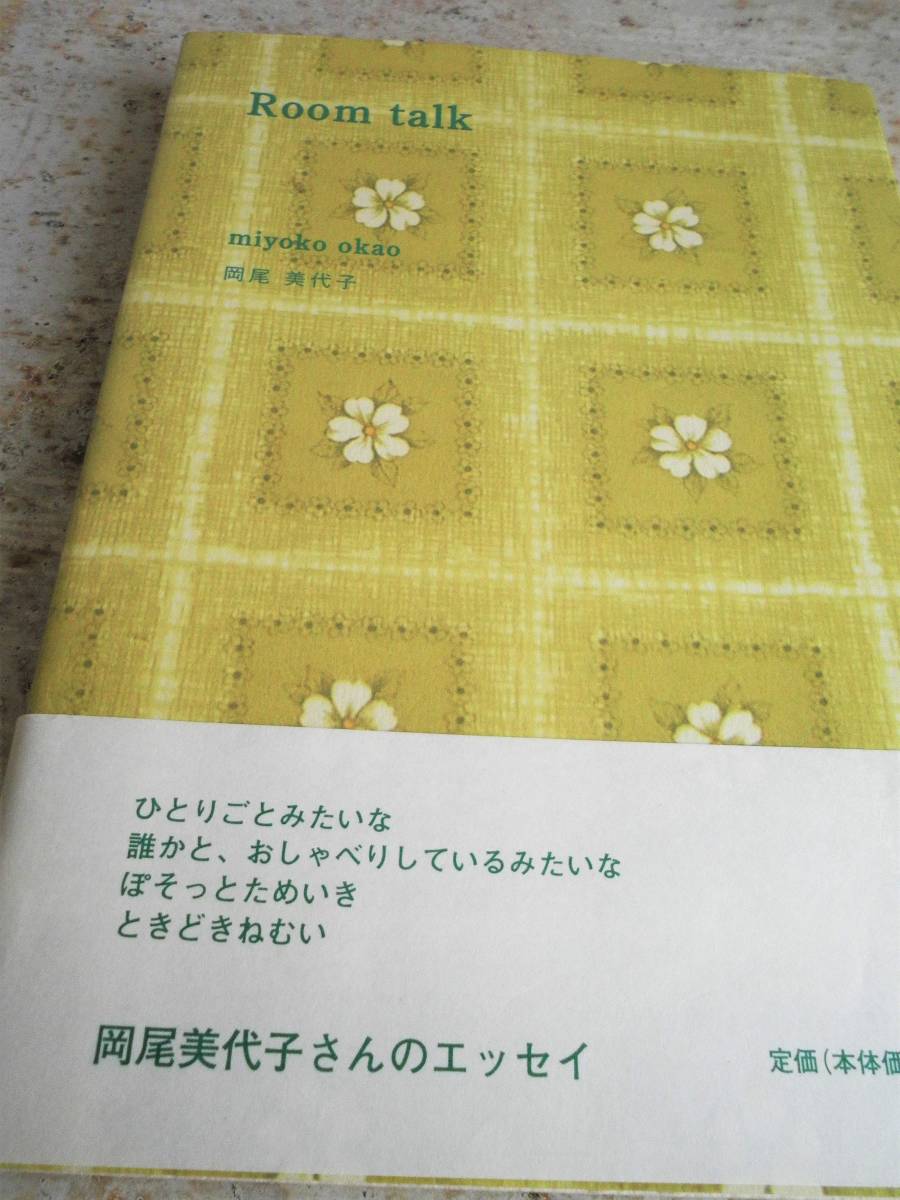 Room talk
miyoko okao
岡尾 美代子
ひとりごとみたいな
誰かと、おしゃべりしているみたいな
ぽそっとためいき
ときどきねむい
岡尾美代子さんのエッセイ
定価(本体価